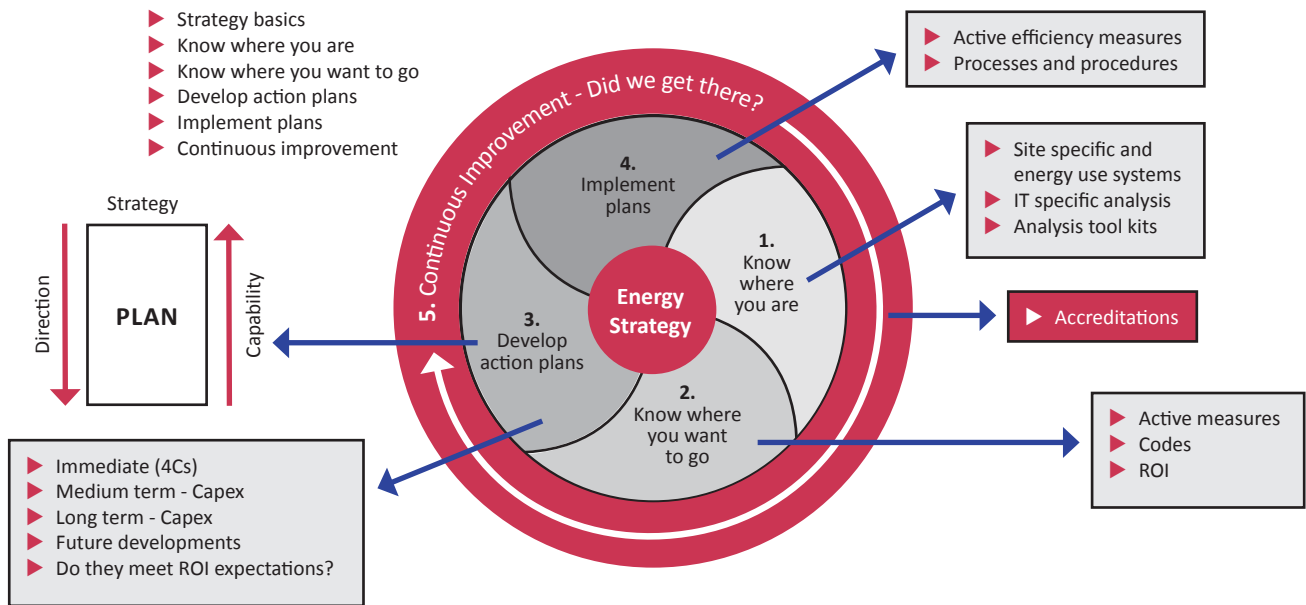 Strategy basics
Know where you are
Know where you want to go
Develop action plans
Implement plans
Continuous improvement
Strategy
Direction
PLAN
Capability
Immediate (4Cs)
Medium term - Capex
Long term - Capex
Future developments
Do they meet ROI expectations?
5. Continuous Improvement - Did we get there?
4.
Implement
plans
1.
Know
where
you are
Energy
Strategy
3.
Develop
action plans
2.
Know where
you want
to go
Active efficiency measures
Processes and procedures
Site specific and
energy use systems
IT specific analysis
Analysis tool kits
Accreditations
Active measures
Codes
ROI